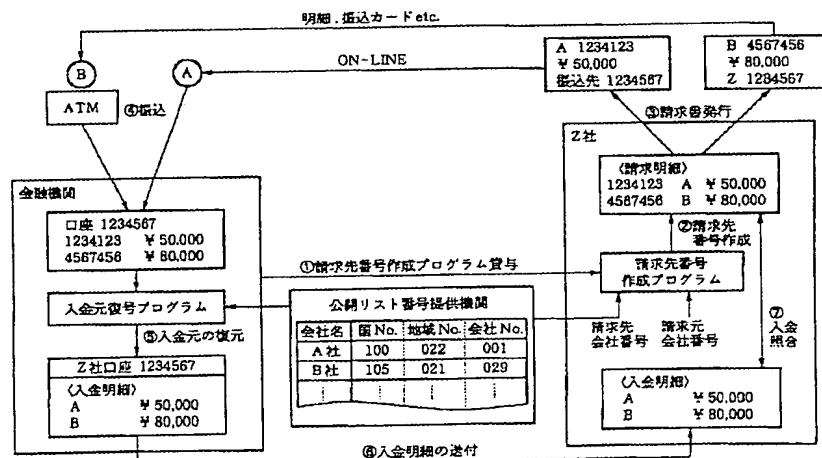 明細．振込カードetc.
B
A
ATM
④振込
ON-LINE
A 1234123
¥50,000
振込先 1234567
B 4567456
¥80,000
Z 1234567
③請求書発行
Z社
〈請求明細〉
1234123 A ¥50.000
4567456 B ¥80,000
②請求先
番号作成
請求先番号
作成プログラム
請求先
会社番号
請求元
会社番号
⑦
入金
照合
〈入金明細〉
A ¥50,000
B ¥80,000
金融機関
口座 1234567
1234123 ¥50.000
4567456 ¥80.000
①請求先番号作成プログラム貸与
入金元復号プログラム
⑤入金元の復元
Z社口座 1234567
〈入金明細〉
A ¥50,000
B ¥80,000
公開リスト番号提供機関
会社名 国No. 地域No. 会社No.
A社 100 022 001
B社 105 021 029
⑥入金明細の送付